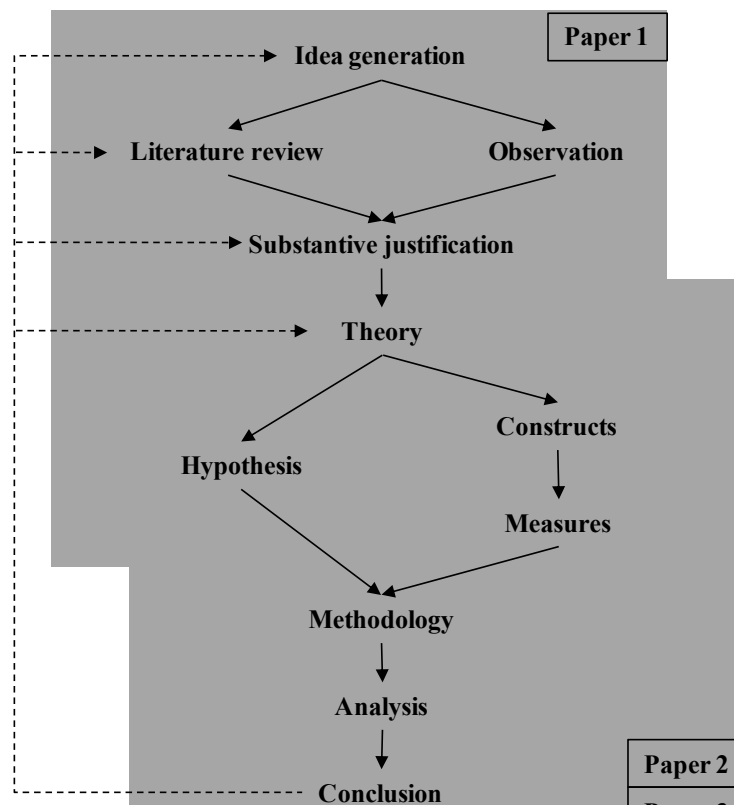 Paper 1
Idea generation
Literature review Observation
Substantive justification
Theory
Constructs
Hypothesis
Measures
Methodology
Analysis
Paper 2
Conclusion